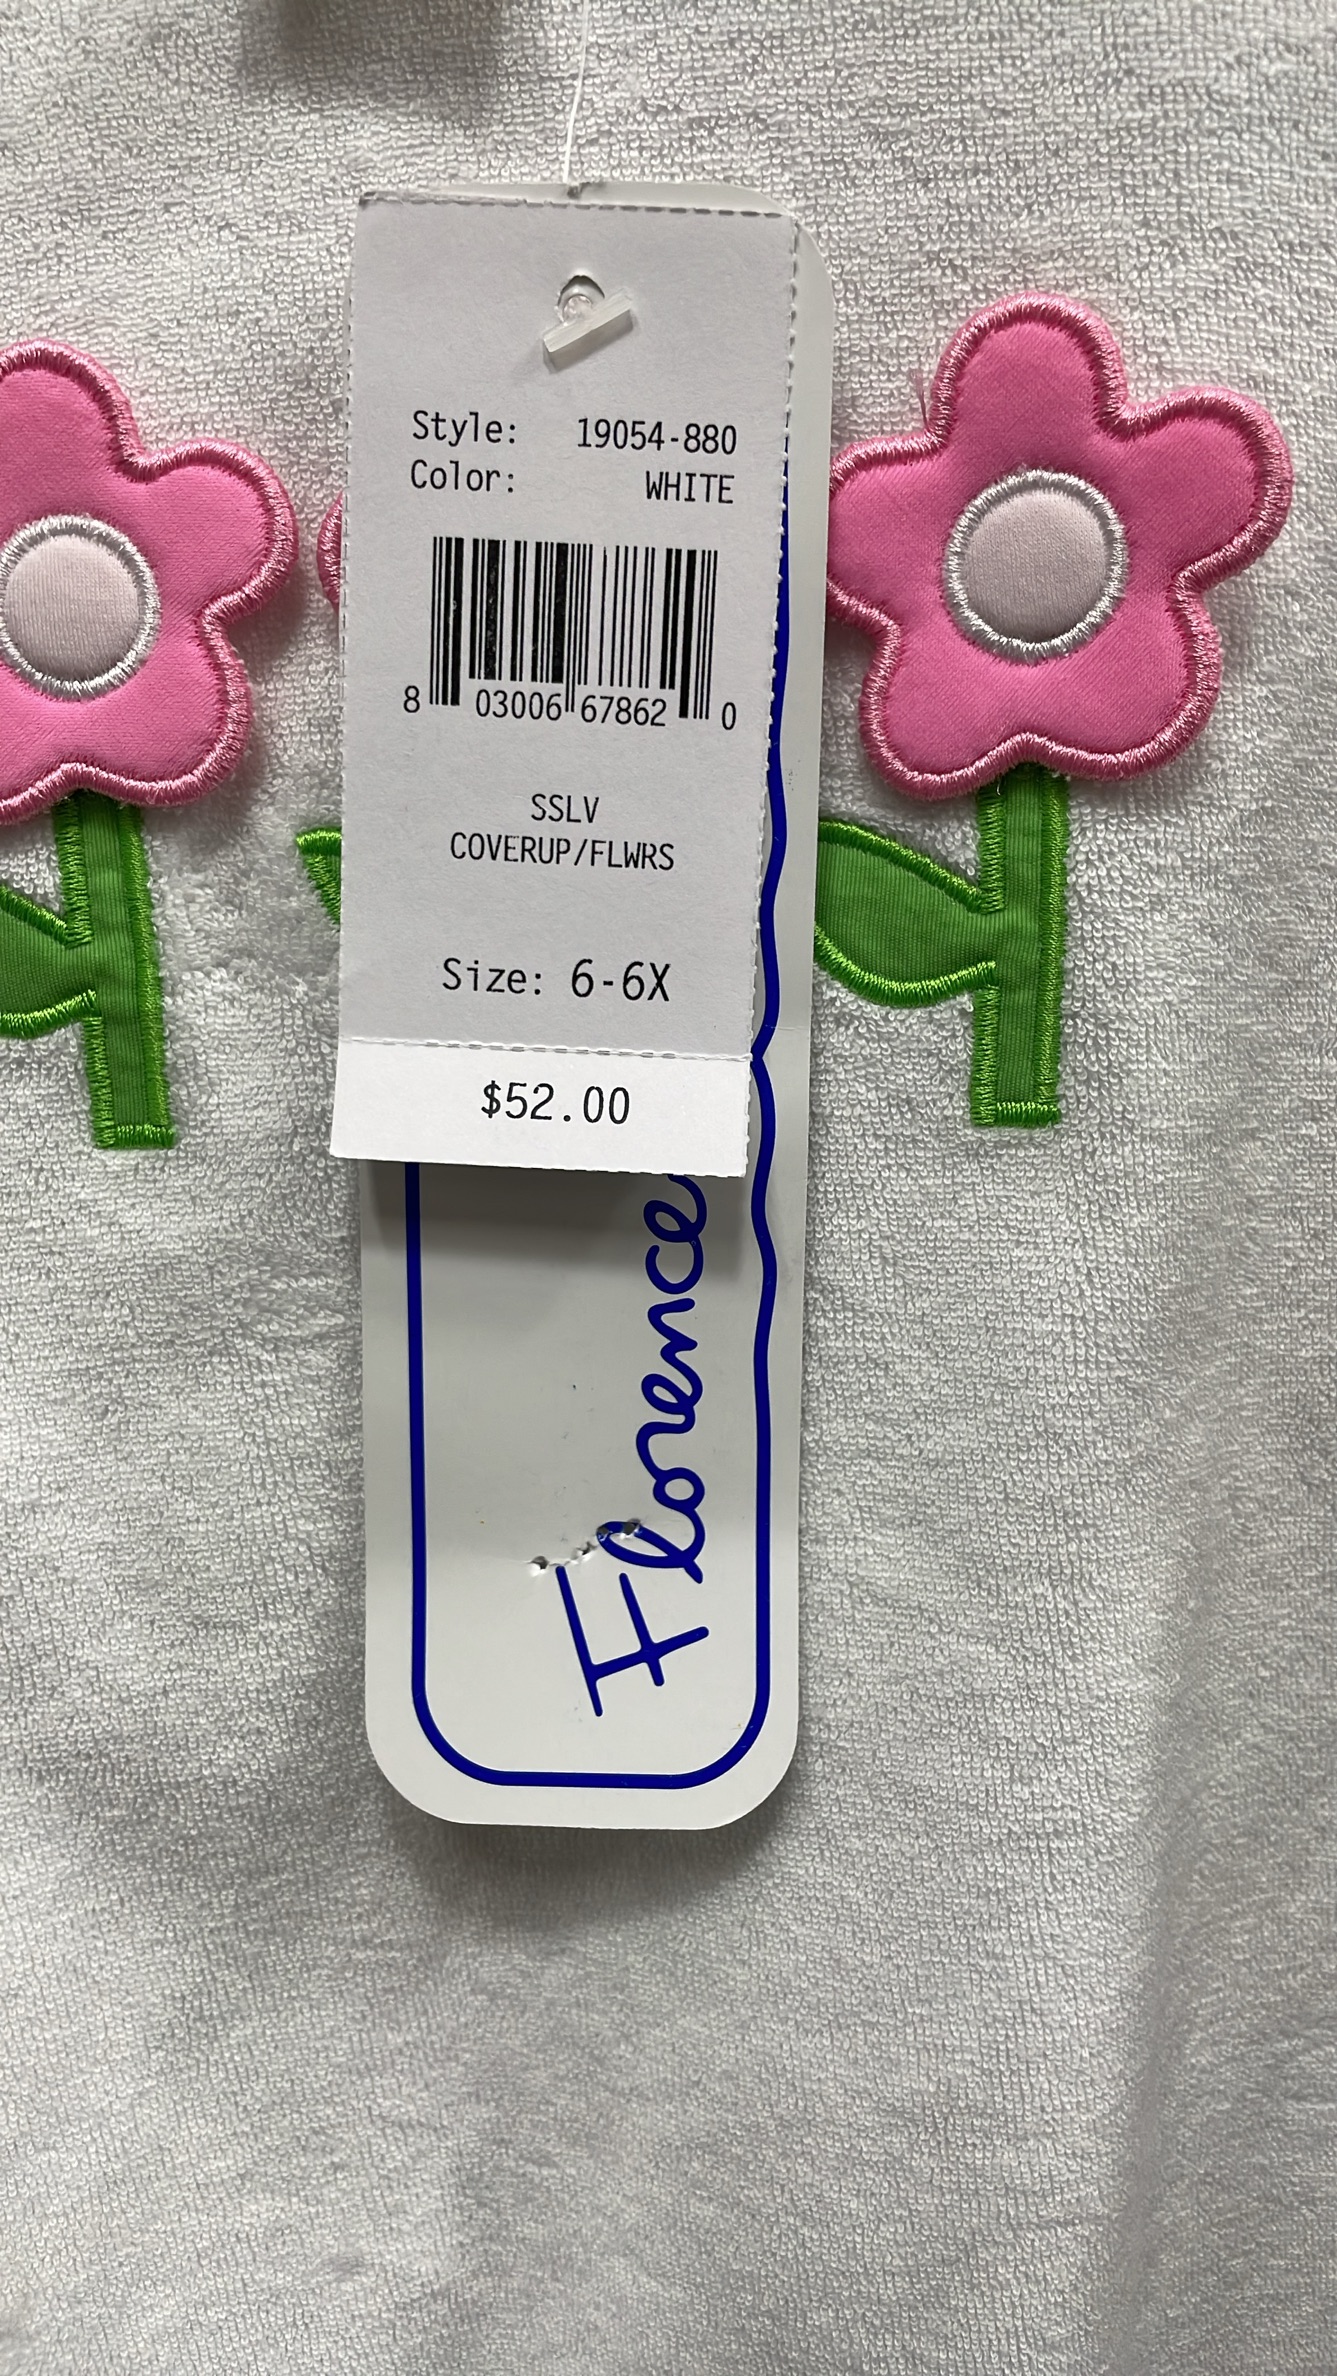 Style: 19054-880
Color: WHITE
8 03006 67862 0
SSLV
COVERUP/FLWRS
Size: 6-6X
$52.00
Florence